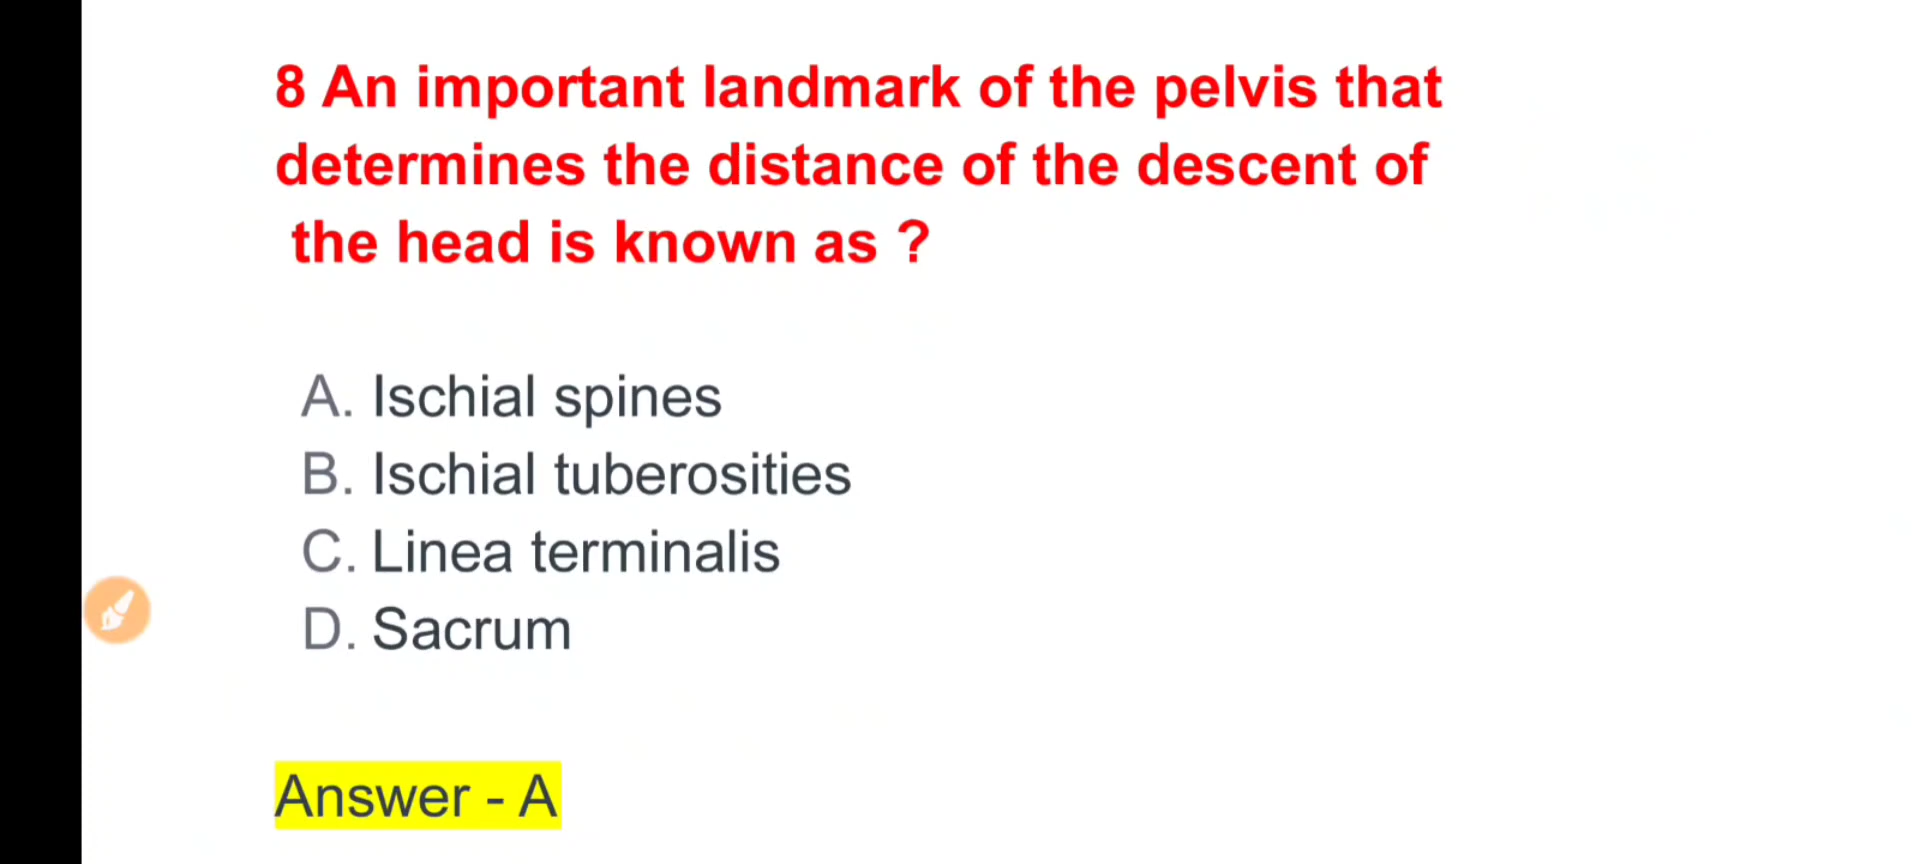 8 An important landmark of the pelvis that
determines the distance of the descent of
the head is known as ?
A. Ischial spines
B. Ischial tuberosities
C. Linea terminalis
D. Sacrum
Answer - A